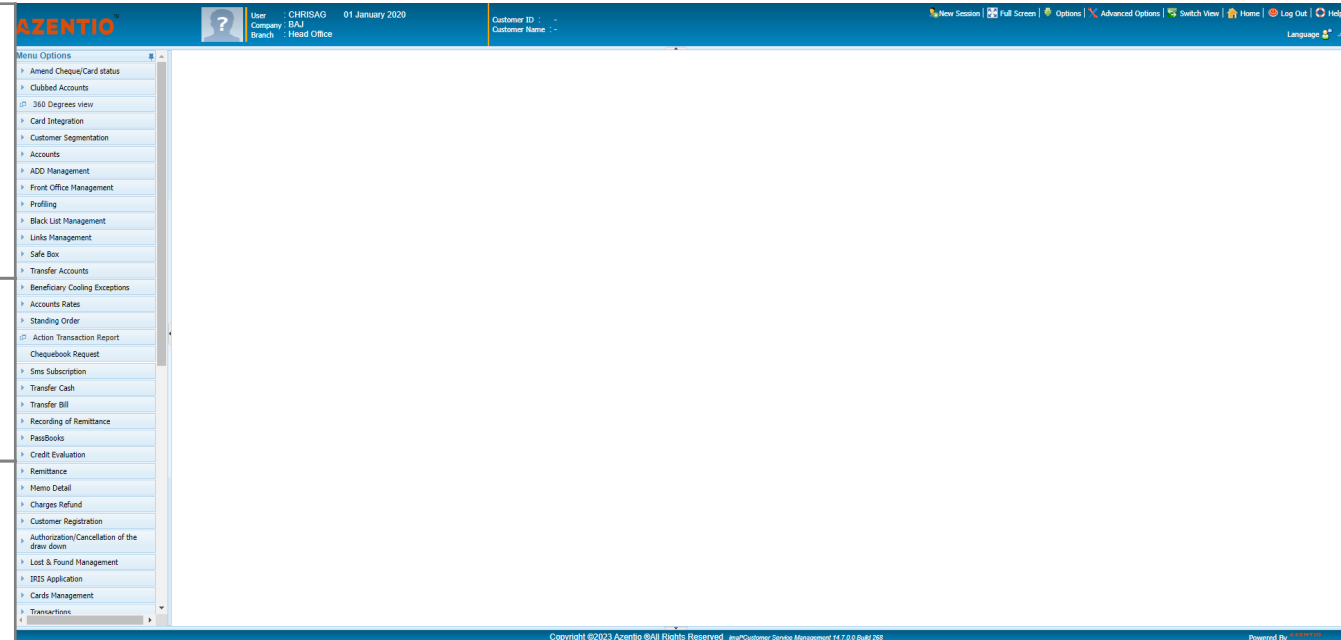 AZENTIO
?
User : CHRISAG 01 January 2020
Company : BAJ
Branch : Head Office
Customer ID : -
Customer Name : -
New Session | Full Screen | Options | Advanced Options | Switch View | Home | Log Out | Help
Language
Menu Options
Amend Cheque/Card status
Clubbed Accounts
360 Degrees view
Card Integration
Customer Segmentation
Accounts
ADD Management
Front Office Management
Profiling
Black List Management
Links Management
Safe Box
Transfer Accounts
Beneficiary Cooling Exceptions
Accounts Rates
Standing Order
Action Transaction Report
Chequebook Request
Sms Subscription
Transfer Cash
Transfer Bill
Recording of Remittance
PassBooks
Credit Evaluation
Remittance
Memo Detail
Charges Refund
Customer Registration
Authorization/Cancellation of the
draw down
Lost & Found Management
IRIS Application
Cards Management
Transactions
Copyright ©2023 Azentio ®All Rights Reserved imal®Customer Service Management 14.7.0.0 Build 268
Powered By AZENTIO